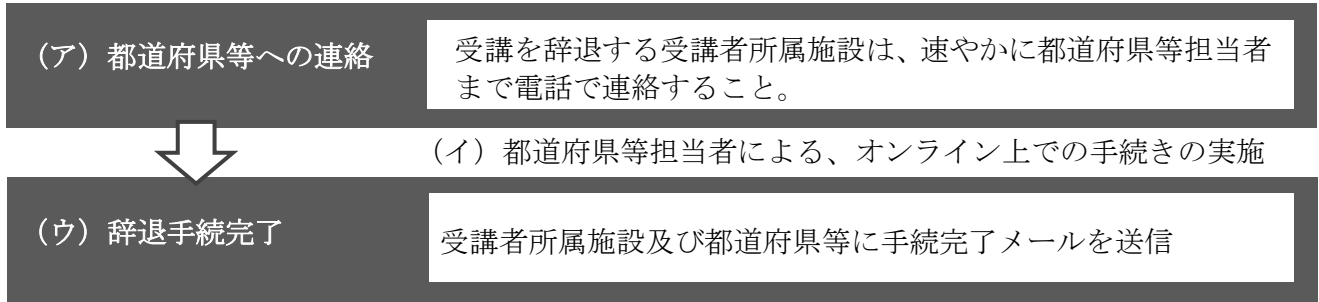 （ア）都道府県等への連絡
受講を辞退する受講者所属施設は、速やかに都道府県等担当者
まで電話で連絡すること。
（イ）都道府県等担当者による、オンライン上での手続きの実施
（ウ）辞退手続完了
受講者所属施設及び都道府県等に手続完了メールを送信